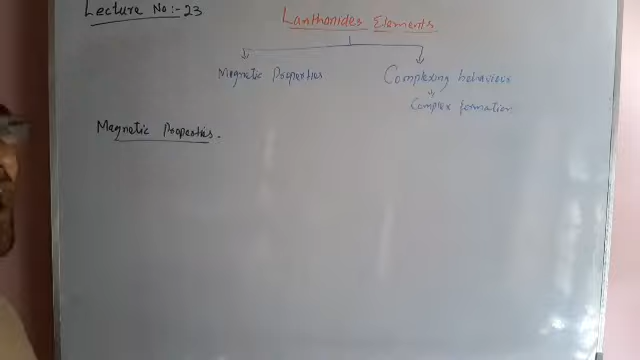 Lecture No:- 23
Lanthonides Elements
Magnetic Properties
Complexing behaviour
Complex formation
Magnetic Properties.